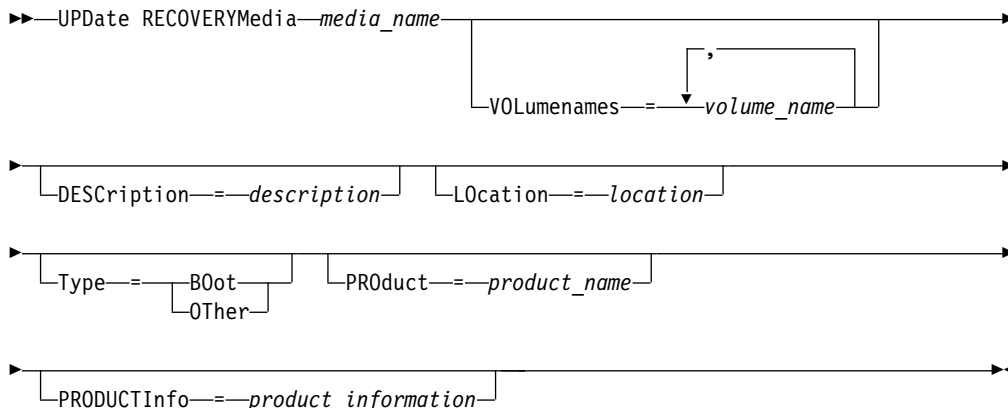 UPDate RECOVERYMedia media_name
,
VOLumenames = volume_name
DESCription = description LOcation = location
Type = BOot PROduct = product_name
OTher
PRODUCTInfo = product_information